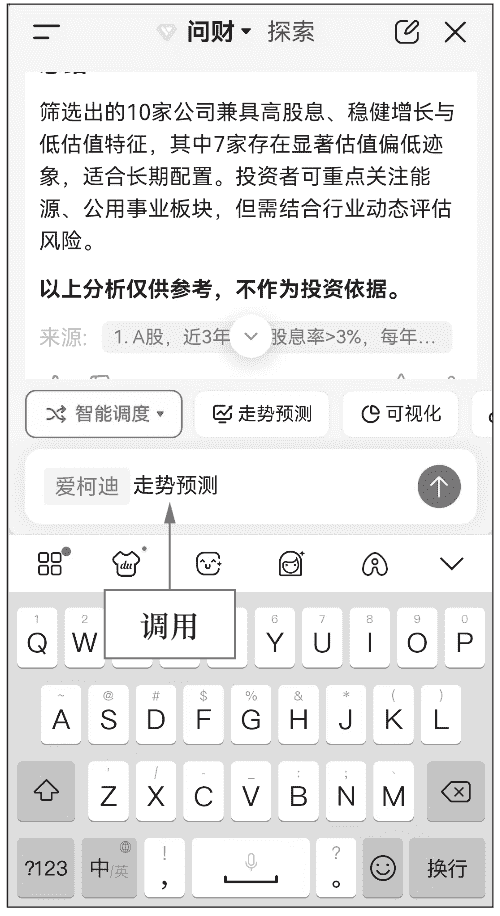 问财 探索
筛选出的10家公司兼具高股息、稳健增长与
低估值特征，其中7家存在显著估值偏低迹
象，适合长期配置。投资者可重点关注能
源、公用事业板块，但需结合行业动态评估
风险。
以上分析仅供参考，不作为投资依据。
来源: 1. A股，近3年 股息率>3%，每年...
智能调度 走势预测 可视化
爱柯迪 走势预测
du
调用
1 2 6 7 8 9 0
Q W Y U I O P
~ @ # $ % & * ( )
A S D F G H J K L
' / - _ : ; 、
Z X C V B N M
?123 中/英 ！ ， ？ 。 换行